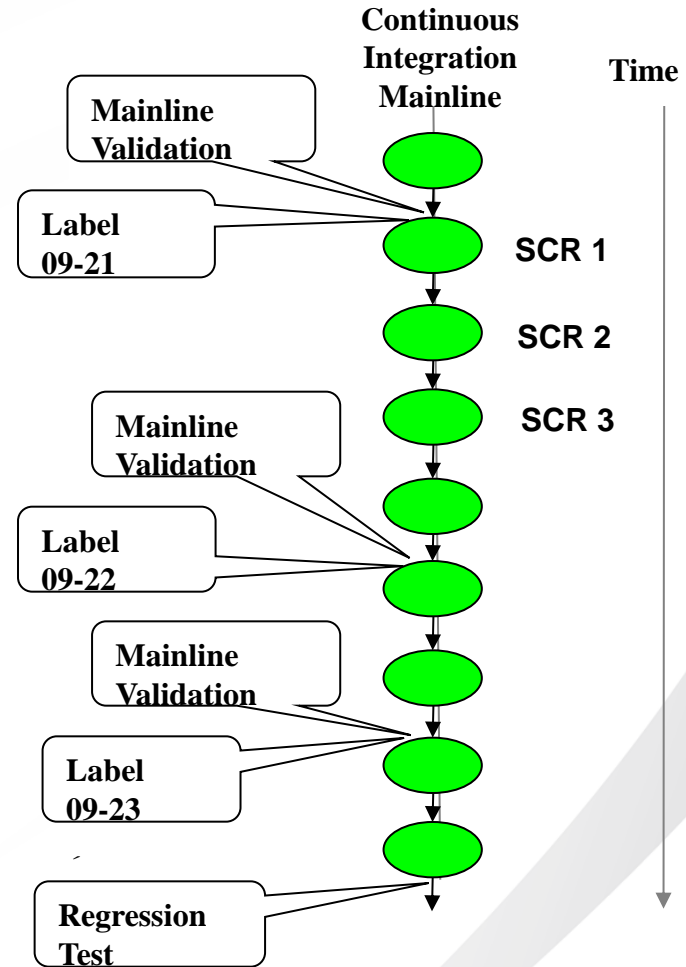 Continuous
Integration
Mainline
Time
Mainline
Validation
Label
09-21
SCR 1
SCR 2
SCR 3
Mainline
Validation
Label
09-22
Mainline
Validation
Label
09-23
Regression
Test